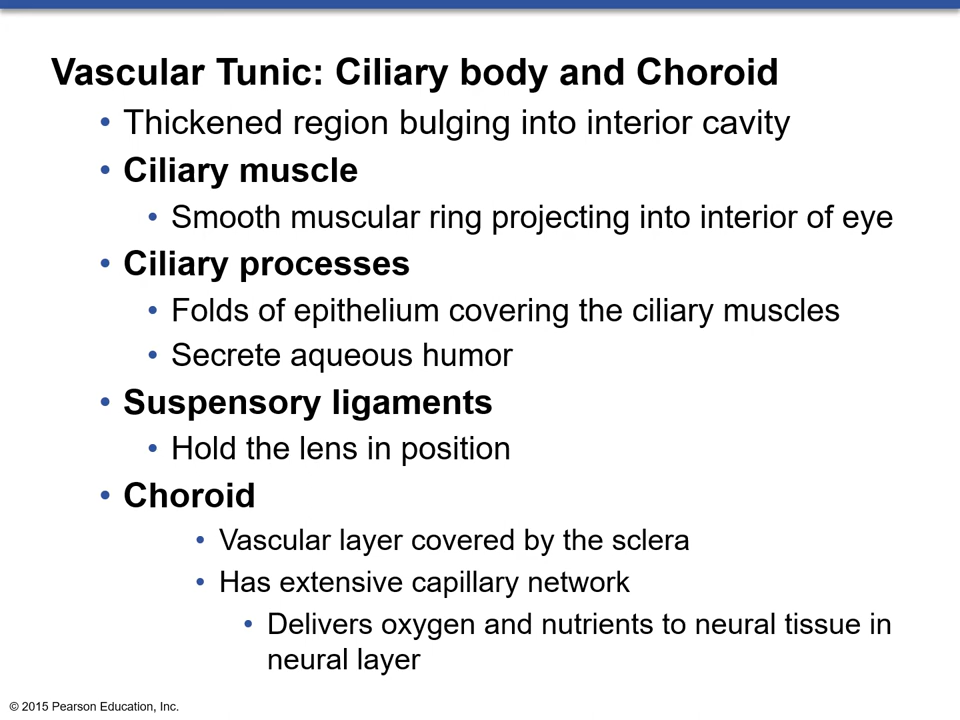 Vascular Tunic: Ciliary body and Choroid
• Thickened region bulging into interior cavity
• Ciliary muscle
• Smooth muscular ring projecting into interior of eye
• Ciliary processes
• Folds of epithelium covering the ciliary muscles
• Secrete aqueous humor
• Suspensory ligaments
• Hold the lens in position
• Choroid
• Vascular layer covered by the sclera
• Has extensive capillary network
• Delivers oxygen and nutrients to neural tissue in
neural layer
© 2015 Pearson Education, Inc.